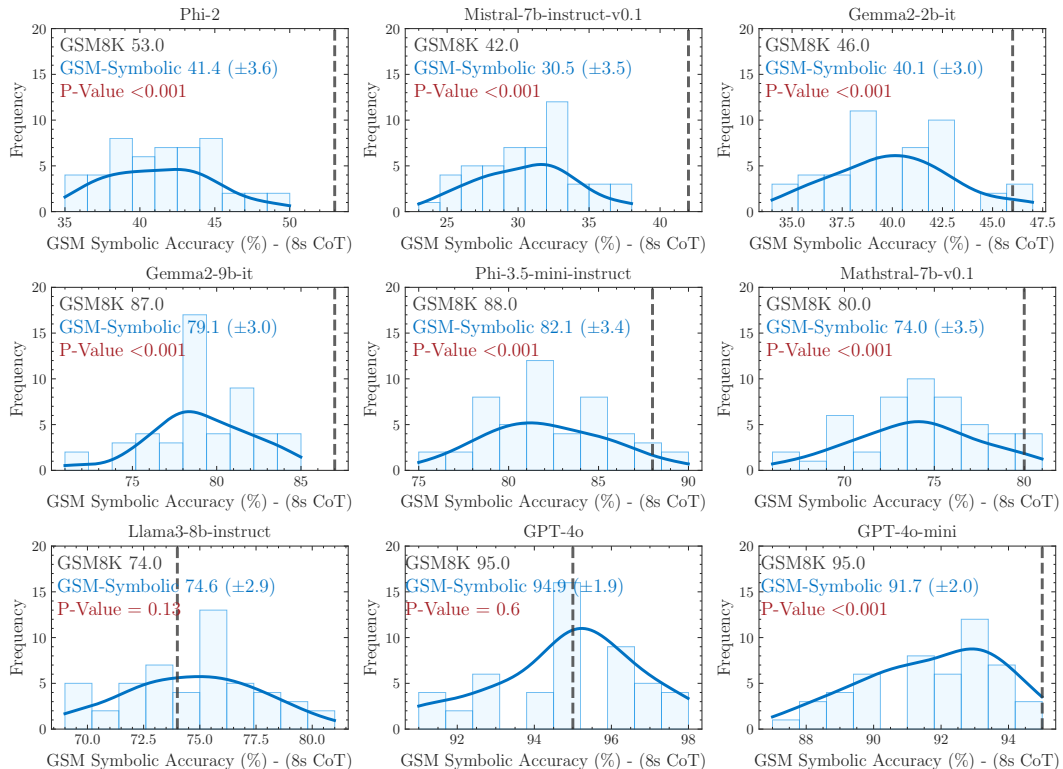 Phi-2
GSM8K 53.0
GSM-Symbolic 41.4 (±3.6)
P-Value <0.001
Frequency
0
5
10
15
20
35
40
45
50
GSM Symbolic Accuracy (%) - (8s CoT)
Mistral-7b-instruct-v0.1
GSM8K 42.0
GSM-Symbolic 30.5 (±3.5)
P-Value <0.001
Frequency
0
5
10
15
20
25
30
35
40
GSM Symbolic Accuracy (%) - (8s CoT)
Gemma2-2b-it
GSM8K 46.0
GSM-Symbolic 40.1 (±3.0)
P-Value <0.001
Frequency
0
5
10
15
20
35.0
37.5
40.0
42.5
45.0
47.5
GSM Symbolic Accuracy (%) - (8s CoT)
Gemma2-9b-it
GSM8K 87.0
GSM-Symbolic 79.1 (±3.0)
P-Value <0.001
Frequency
0
5
10
15
20
75
80
85
GSM Symbolic Accuracy (%) - (8s CoT)
Phi-3.5-mini-instruct
GSM8K 88.0
GSM-Symbolic 82.1 (±3.4)
P-Value <0.001
Frequency
0
5
10
15
20
75
80
85
90
GSM Symbolic Accuracy (%) - (8s CoT)
Mathstral-7b-v0.1
GSM8K 80.0
GSM-Symbolic 74.0 (±3.5)
P-Value <0.001
Frequency
0
5
10
15
20
70
75
80
GSM Symbolic Accuracy (%) - (8s CoT)
Llama3-8b-instruct
GSM8K 74.0
GSM-Symbolic 74.6 (±2.9)
P-Value = 0.13
Frequency
0
5
10
15
20
70.0
72.5
75.0
77.5
80.0
GSM Symbolic Accuracy (%) - (8s CoT)
GPT-4o
GSM8K 95.0
GSM-Symbolic 94.9 (±1.9)
P-Value = 0.6
Frequency
0
5
10
15
20
92
94
96
98
GSM Symbolic Accuracy (%) - (8s CoT)
GPT-4o-mini
GSM8K 95.0
GSM-Symbolic 91.7 (±2.0)
P-Value <0.001
Frequency
0
5
10
15
20
88
90
92
94
GSM Symbolic Accuracy (%) - (8s CoT)